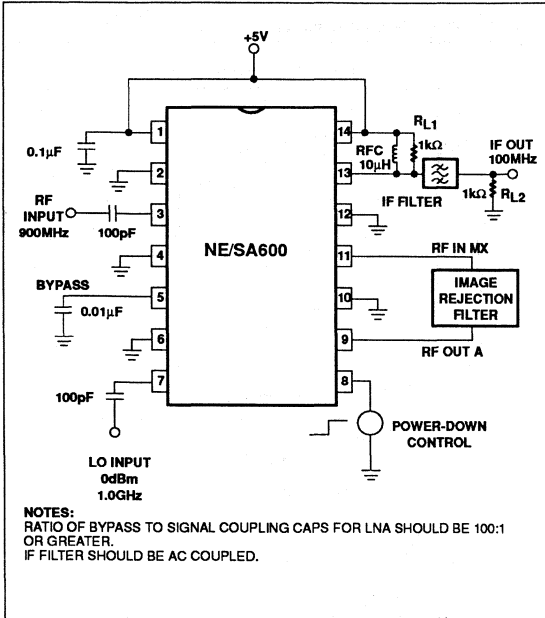 +5V
1
14
0.1µF
RFC
10µH
RL1
1kΩ
IF OUT
100MHz
2
13
IF FILTER
1kΩ
RL2
RF
INPUT
900MHz
100pF
3
12
NE/SA600
4
11
RF IN MX
BYPASS
0.01µF
5
10
IMAGE
REJECTION
FILTER
6
9
RF OUT A
100pF
7
8
POWER-DOWN
CONTROL
LO INPUT
0dBm
1.0GHz
NOTES:
RATIO OF BYPASS TO SIGNAL COUPLING CAPS FOR LNA SHOULD BE 100:1
OR GREATER.
IF FILTER SHOULD BE AC COUPLED.